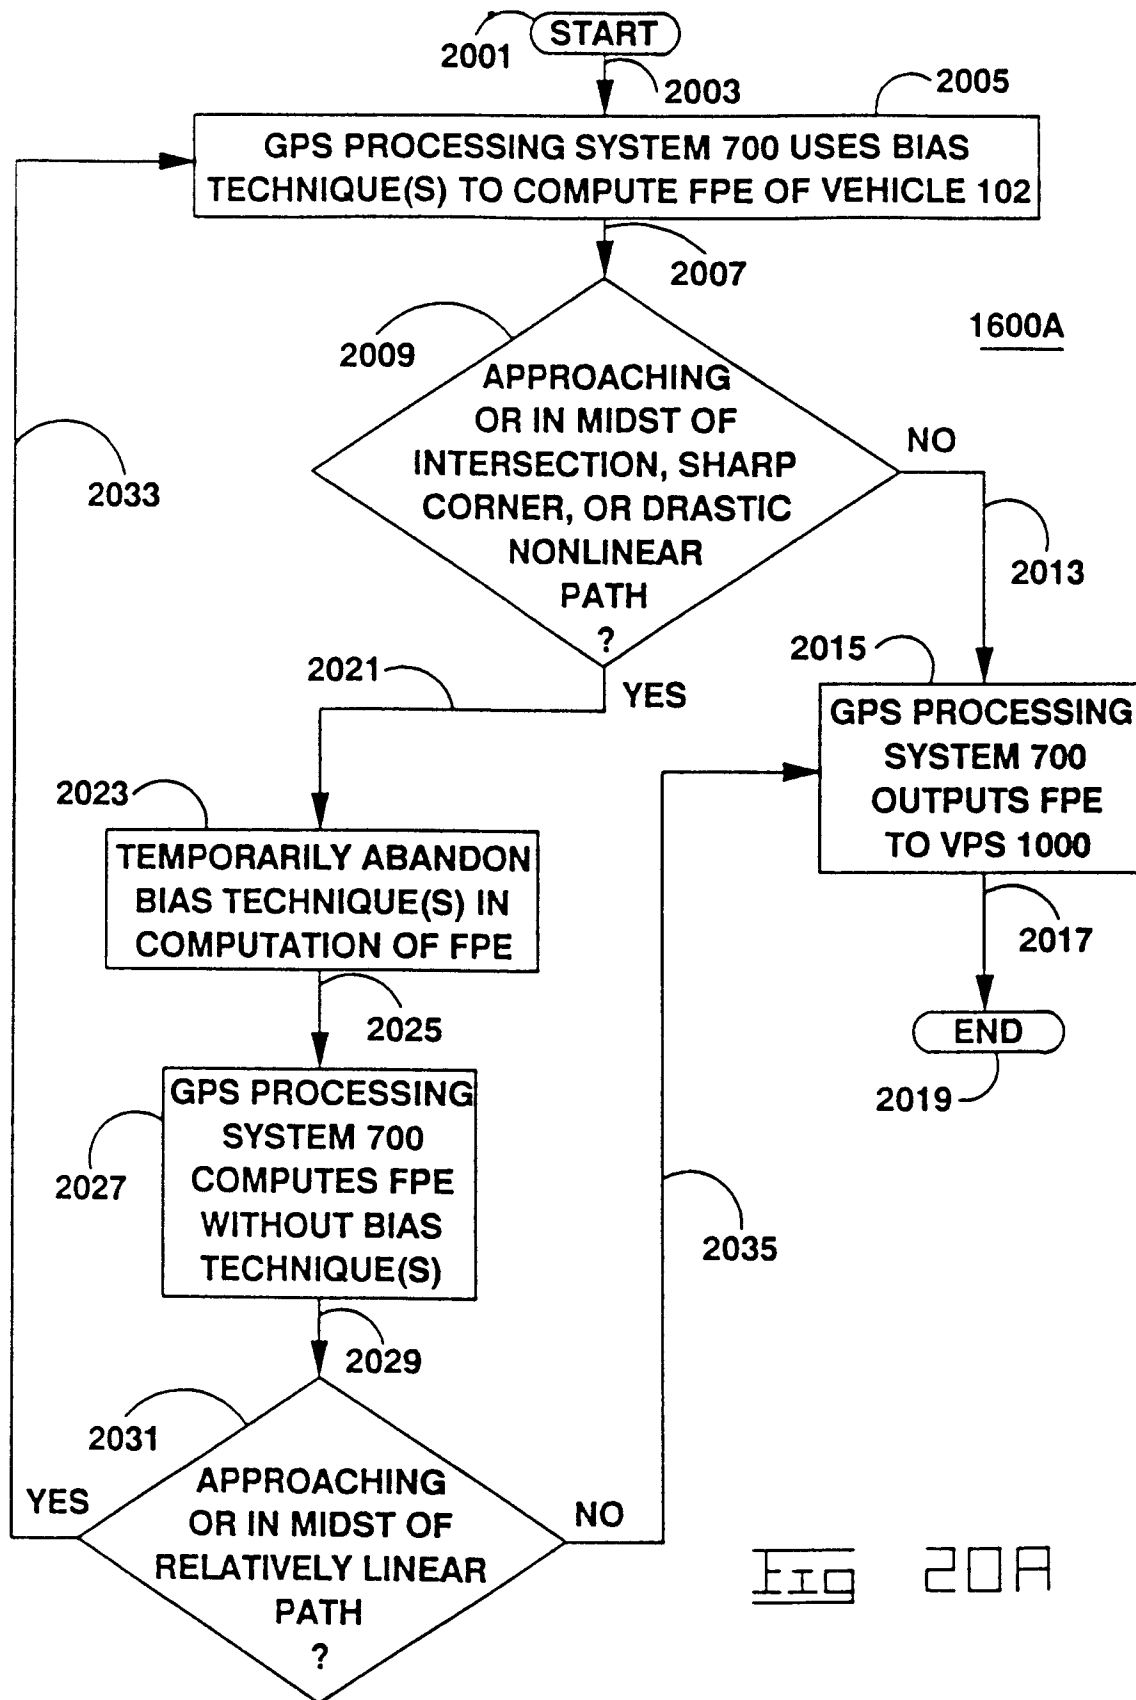 START
2001
2003
2005
GPS PROCESSING SYSTEM 700 USES BIAS
TECHNIQUE(S) TO COMPUTE FPE OF VEHICLE 102
2007
1600A
2009
APPROACHING
OR IN MIDST OF
INTERSECTION, SHARP
CORNER, OR DRASTIC
NONLINEAR
PATH
?
NO
2033
2013
2021
YES
2015
GPS PROCESSING
SYSTEM 700
OUTPUTS FPE
TO VPS 1000
2023
TEMPORARILY ABANDON
BIAS TECHNIQUE(S) IN
COMPUTATION OF FPE
2017
2025
END
2019
GPS PROCESSING
SYSTEM 700
COMPUTES FPE
WITHOUT BIAS
TECHNIQUE(S)
2027
2035
2029
2031
YES
APPROACHING
OR IN MIDST OF
RELATIVELY LINEAR
PATH
?
NO
Fig 20A